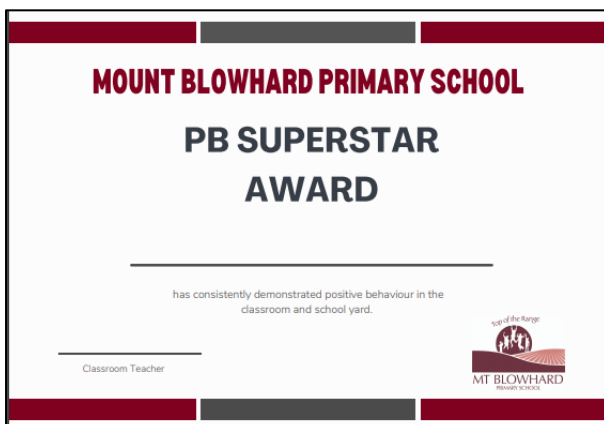 MOUNT BLOWHARD PRIMARY SCHOOL
PB SUPERSTAR
AWARD
has consistently demonstrated positive behaviour in the
classroom and school yard.
Classroom Teacher
Top of the Range
MT BLOWHARD
PRIMARY SCHOOL